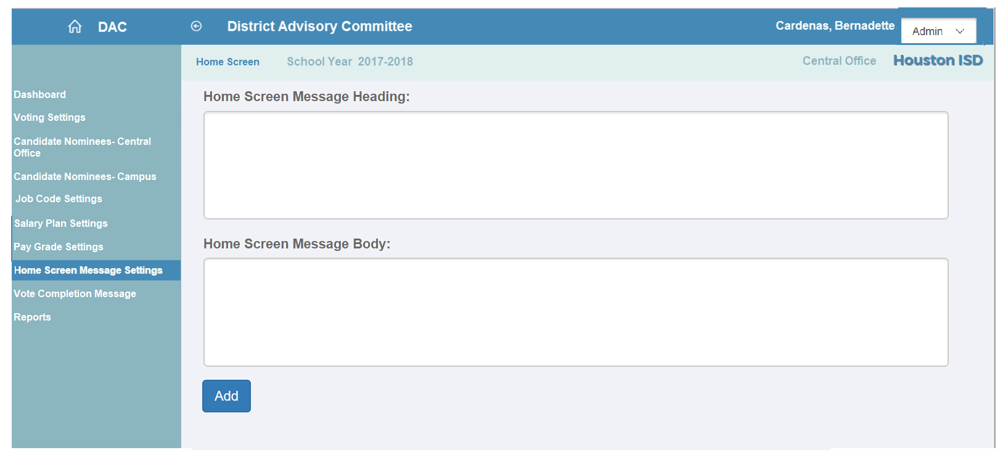 DAC
District Advisory Committee
Cardenas, Bernadette
Admin
Home Screen
School Year 2017-2018
Central Office
Houston ISD
Dashboard
Voting Settings
Candidate Nominees- Central
Office
Candidate Nominees- Campus
Job Code Settings
Salary Plan Settings
Pay Grade Settings
Home Screen Message Settings
Vote Completion Message
Reports
Home Screen Message Heading:
Home Screen Message Body:
Add